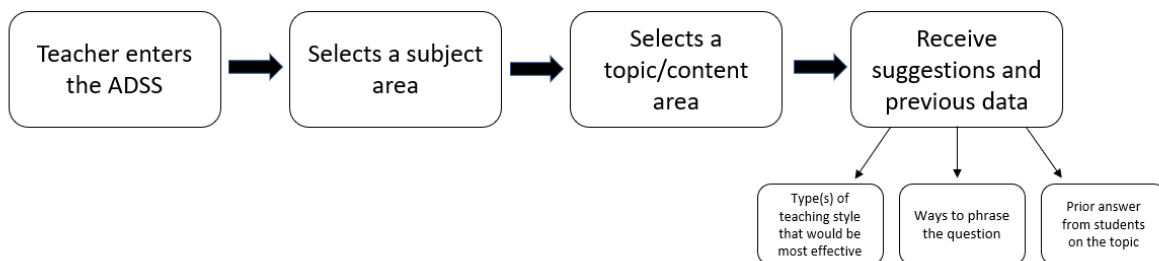 Teacher enters
the ADSS
Selects a subject
area
Selects a
topic/content
area
Receive
suggestions and
previous data
Type(s) of
teaching style
that would be
most effective
Ways to phrase
the question
Prior answer
from students
on the topic